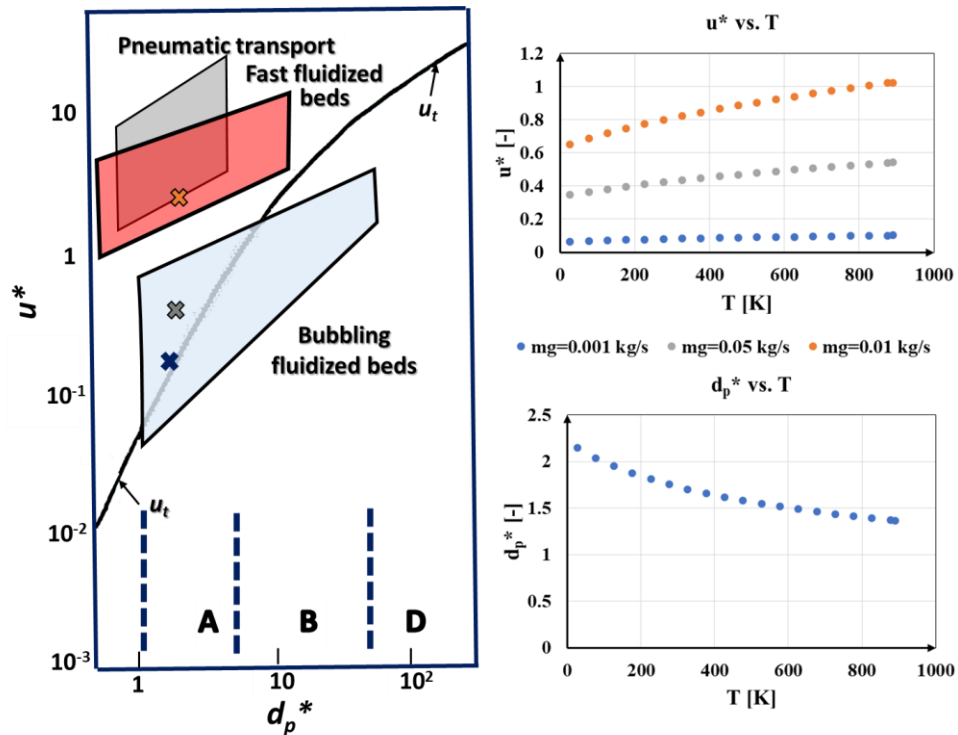 Pneumatic transport
Fast fluidized
beds
u_t
10
1
10^-1
10^-2
10^-3
u*
Bubbling
fluidized beds
u_t
A
B
D
1
10
10^2
d_p*
u* vs. T
1.2
1
0.8
0.6
0.4
0.2
0
u* [-]
0
200
400
600
800
1000
T [K]
mg=0.001 kg/s
mg=0.05 kg/s
mg=0.01 kg/s
d_p* vs. T
2.5
2
1.5
1
0.5
0
d_p* [-]
0
200
400
600
800
1000
T [K]